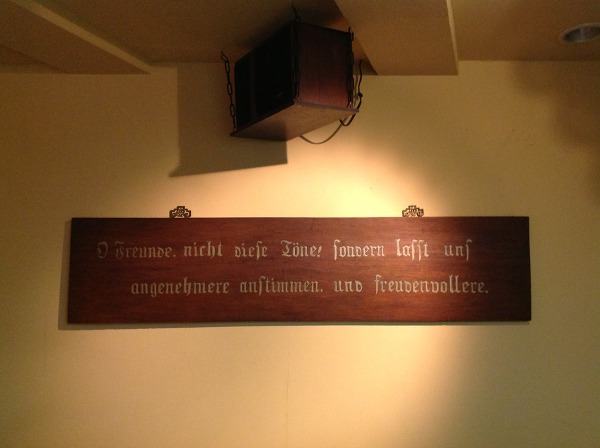 O Freunde. nicht diese Töne! sondern lasst uns
angenehmere anstimmen. und freudenvollere.